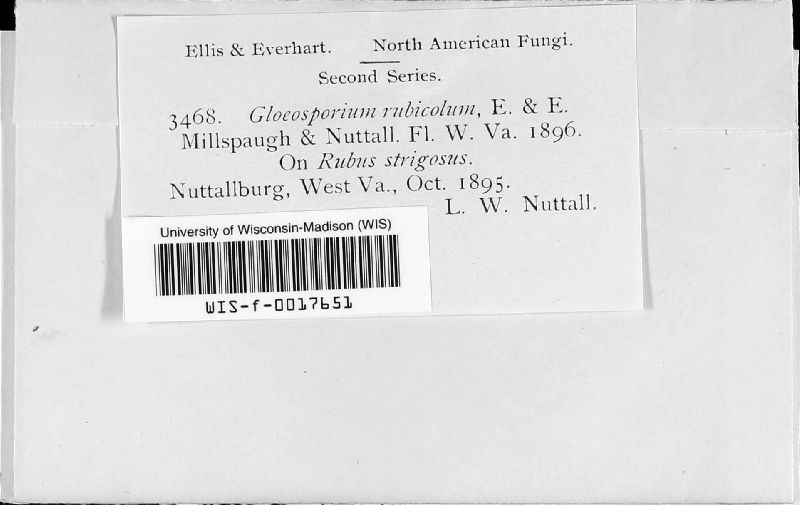 Ellis & Everhart. North American Fungi.
Second Series.
3468. Gloeosporium rubicolum, E. & E.
Millspaugh & Nuttall. Fl. W. Va. 1896.
On Rubus strigosus.
Nuttallburg, West Va., Oct. 1895.
L. W. Nuttall.
University of Wisconsin-Madison (WIS)
WIS-f-0017651